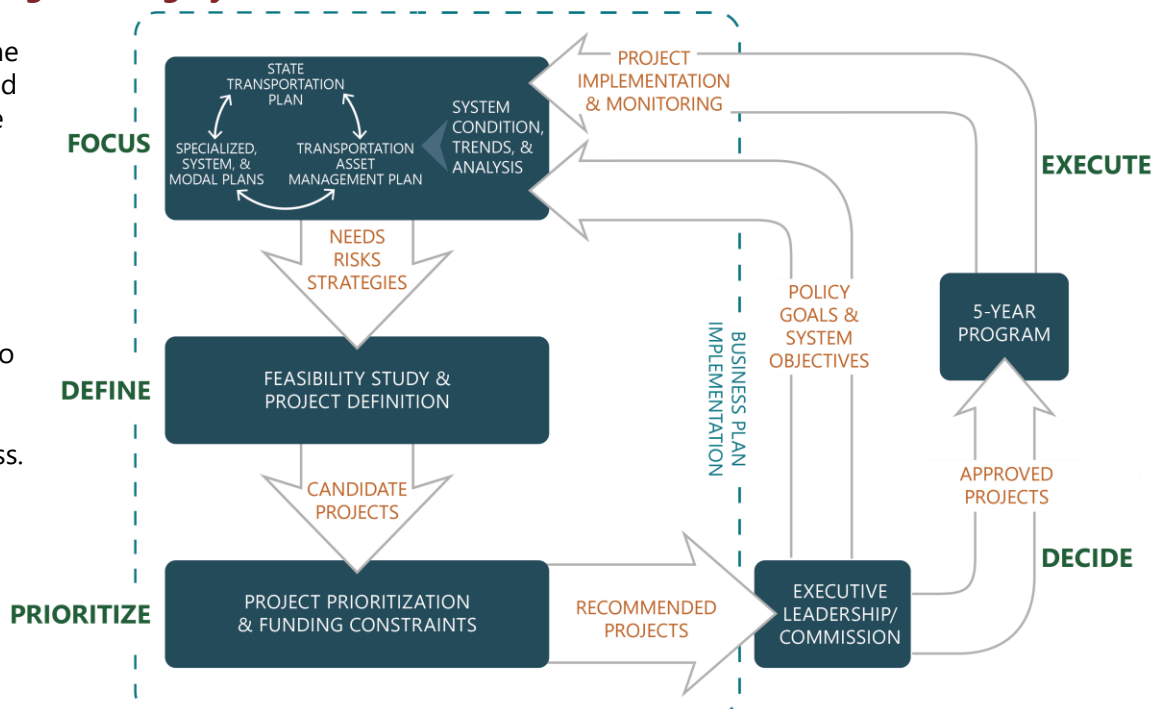 STATE
TRANSPORTATION
PLAN
SPECIALIZED,
SYSTEM, &
MODAL PLANS
TRANSPORTATION
ASSET
MANAGEMENT PLAN
SYSTEM
CONDITION,
TRENDS, &
ANALYSIS
FOCUS
PROJECT
IMPLEMENTATION
& MONITORING
EXECUTE
NEEDS
RISKS
STRATEGIES
POLICY
GOALS &
SYSTEM
OBJECTIVES
5-YEAR
PROGRAM
BUSINESS PLAN
IMPLEMENTATION
DEFINE
FEASIBILITY STUDY &
PROJECT DEFINITION
CANDIDATE
PROJECTS
APPROVED
PROJECTS
DECIDE
PRIORITIZE
PROJECT PRIORITIZATION
& FUNDING CONSTRAINTS
RECOMMENDED
PROJECTS
EXECUTIVE
LEADERSHIP/
COMMISSION